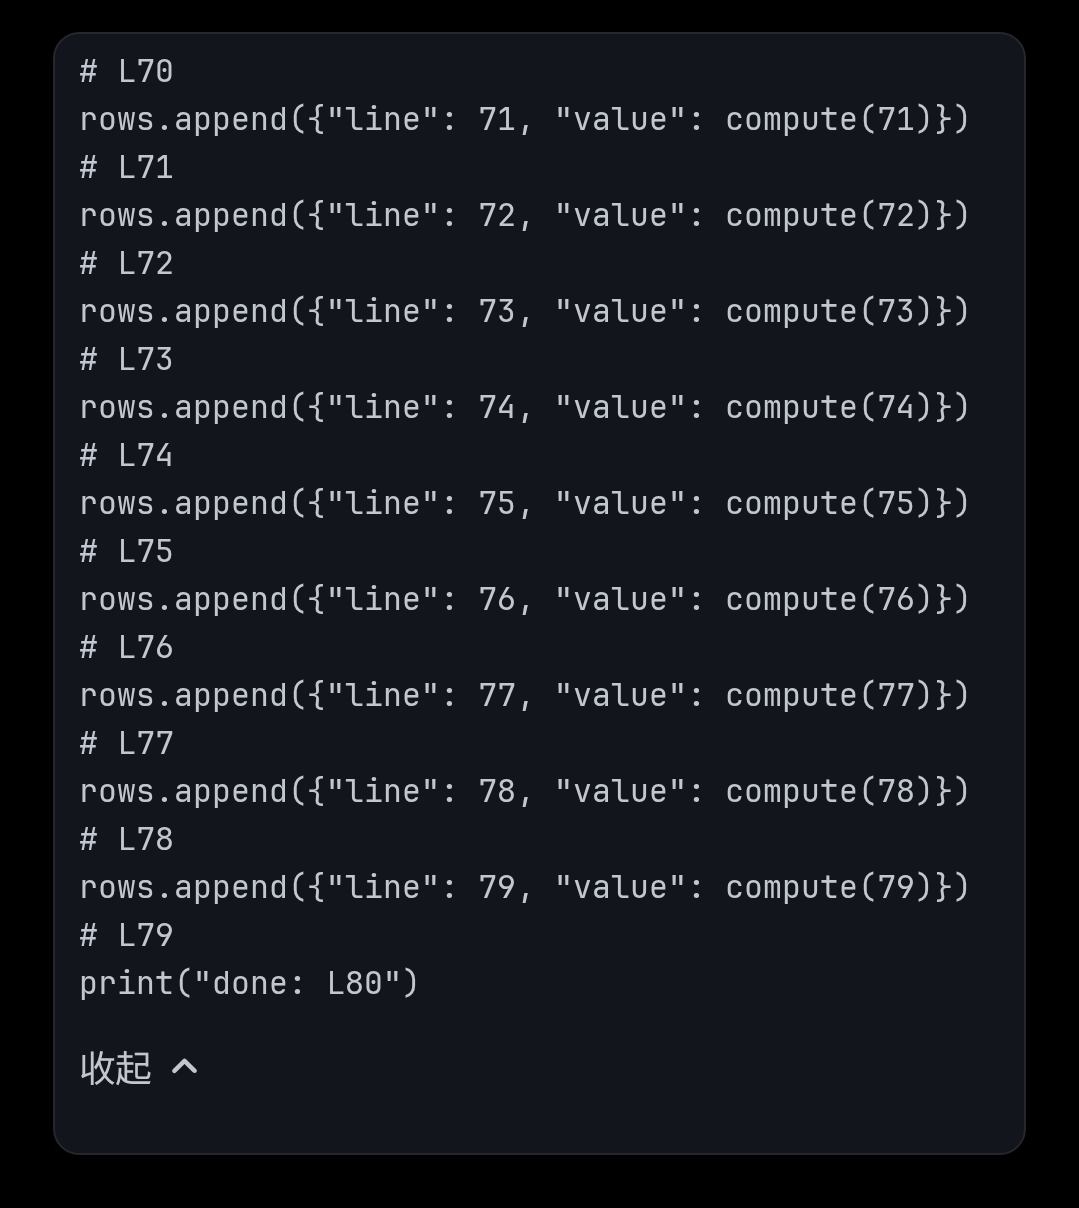 # L70
rows.append({"line": 71, "value": compute(71)})
# L71
rows.append({"line": 72, "value": compute(72)})
# L72
rows.append({"line": 73, "value": compute(73)})
# L73
rows.append({"line": 74, "value": compute(74)})
# L74
rows.append({"line": 75, "value": compute(75)})
# L75
rows.append({"line": 76, "value": compute(76)})
# L76
rows.append({"line": 77, "value": compute(77)})
# L77
rows.append({"line": 78, "value": compute(78)})
# L78
rows.append({"line": 79, "value": compute(79)})
# L79
print("done: L80")
收起